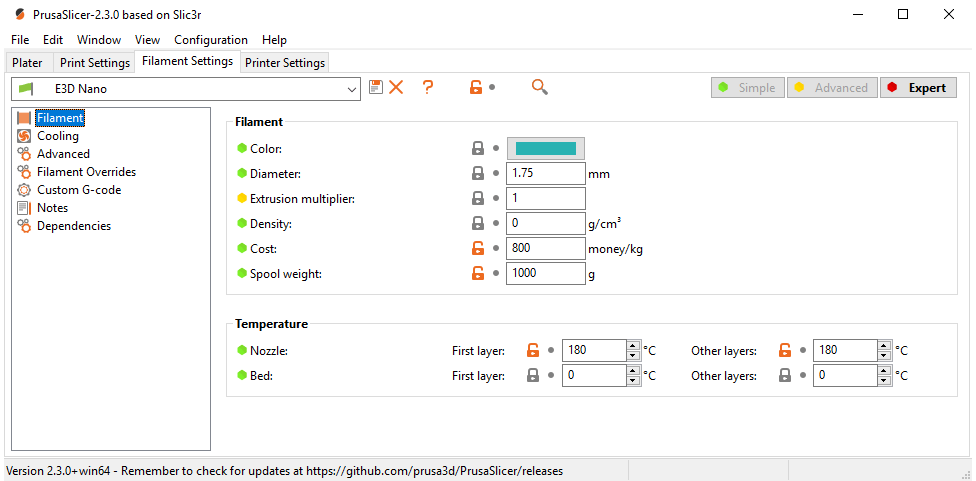 PrusaSlicer-2.3.0 based on Slic3r
File Edit Window View Configuration Help
Plater Print Settings Filament Settings Printer Settings
E3D Nano ? Simple Advanced Expert
Filament
Cooling
Advanced
Filament Overrides
Custom G-code
Notes
Dependencies
Filament
Color:
Diameter: 1.75 mm
Extrusion multiplier: 1
Density: 0 g/cm³
Cost: 800 money/kg
Spool weight: 1000 g
Temperature
Nozzle: First layer: 180 °C Other layers: 180 °C
Bed: First layer: 0 °C Other layers: 0 °C
Version 2.3.0+win64 - Remember to check for updates at https://github.com/prusa3d/PrusaSlicer/releases